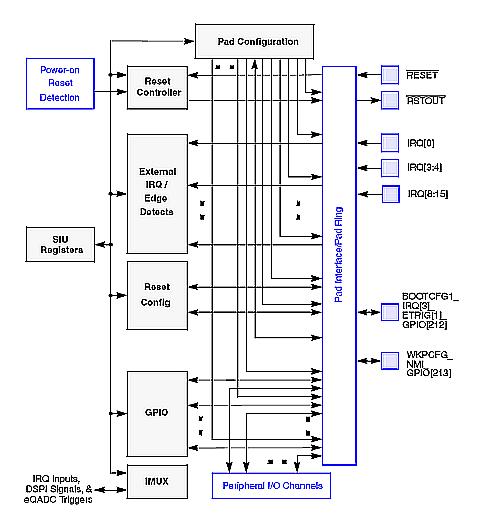 Pad Configuration
Power-on
Reset
Detection
Reset
Controller
RESET
RSTOUT
IRQ[0]
IRQ[3:4]
IRQ[8:15]
External
IRQ /
Edge
Detects
Pad Interface/Pad Ring
SIU
Registers
Reset
Config
BOOTCFG1_
IRQ[3]_
ETRIG[1]_
GPIO[212]
WKPCFG_
NMI_
GPIO[213]
GPIO
IMUX
IRQ Inputs,
DSPI Signals, &
eQADC Triggers
Peripheral I/O Channels